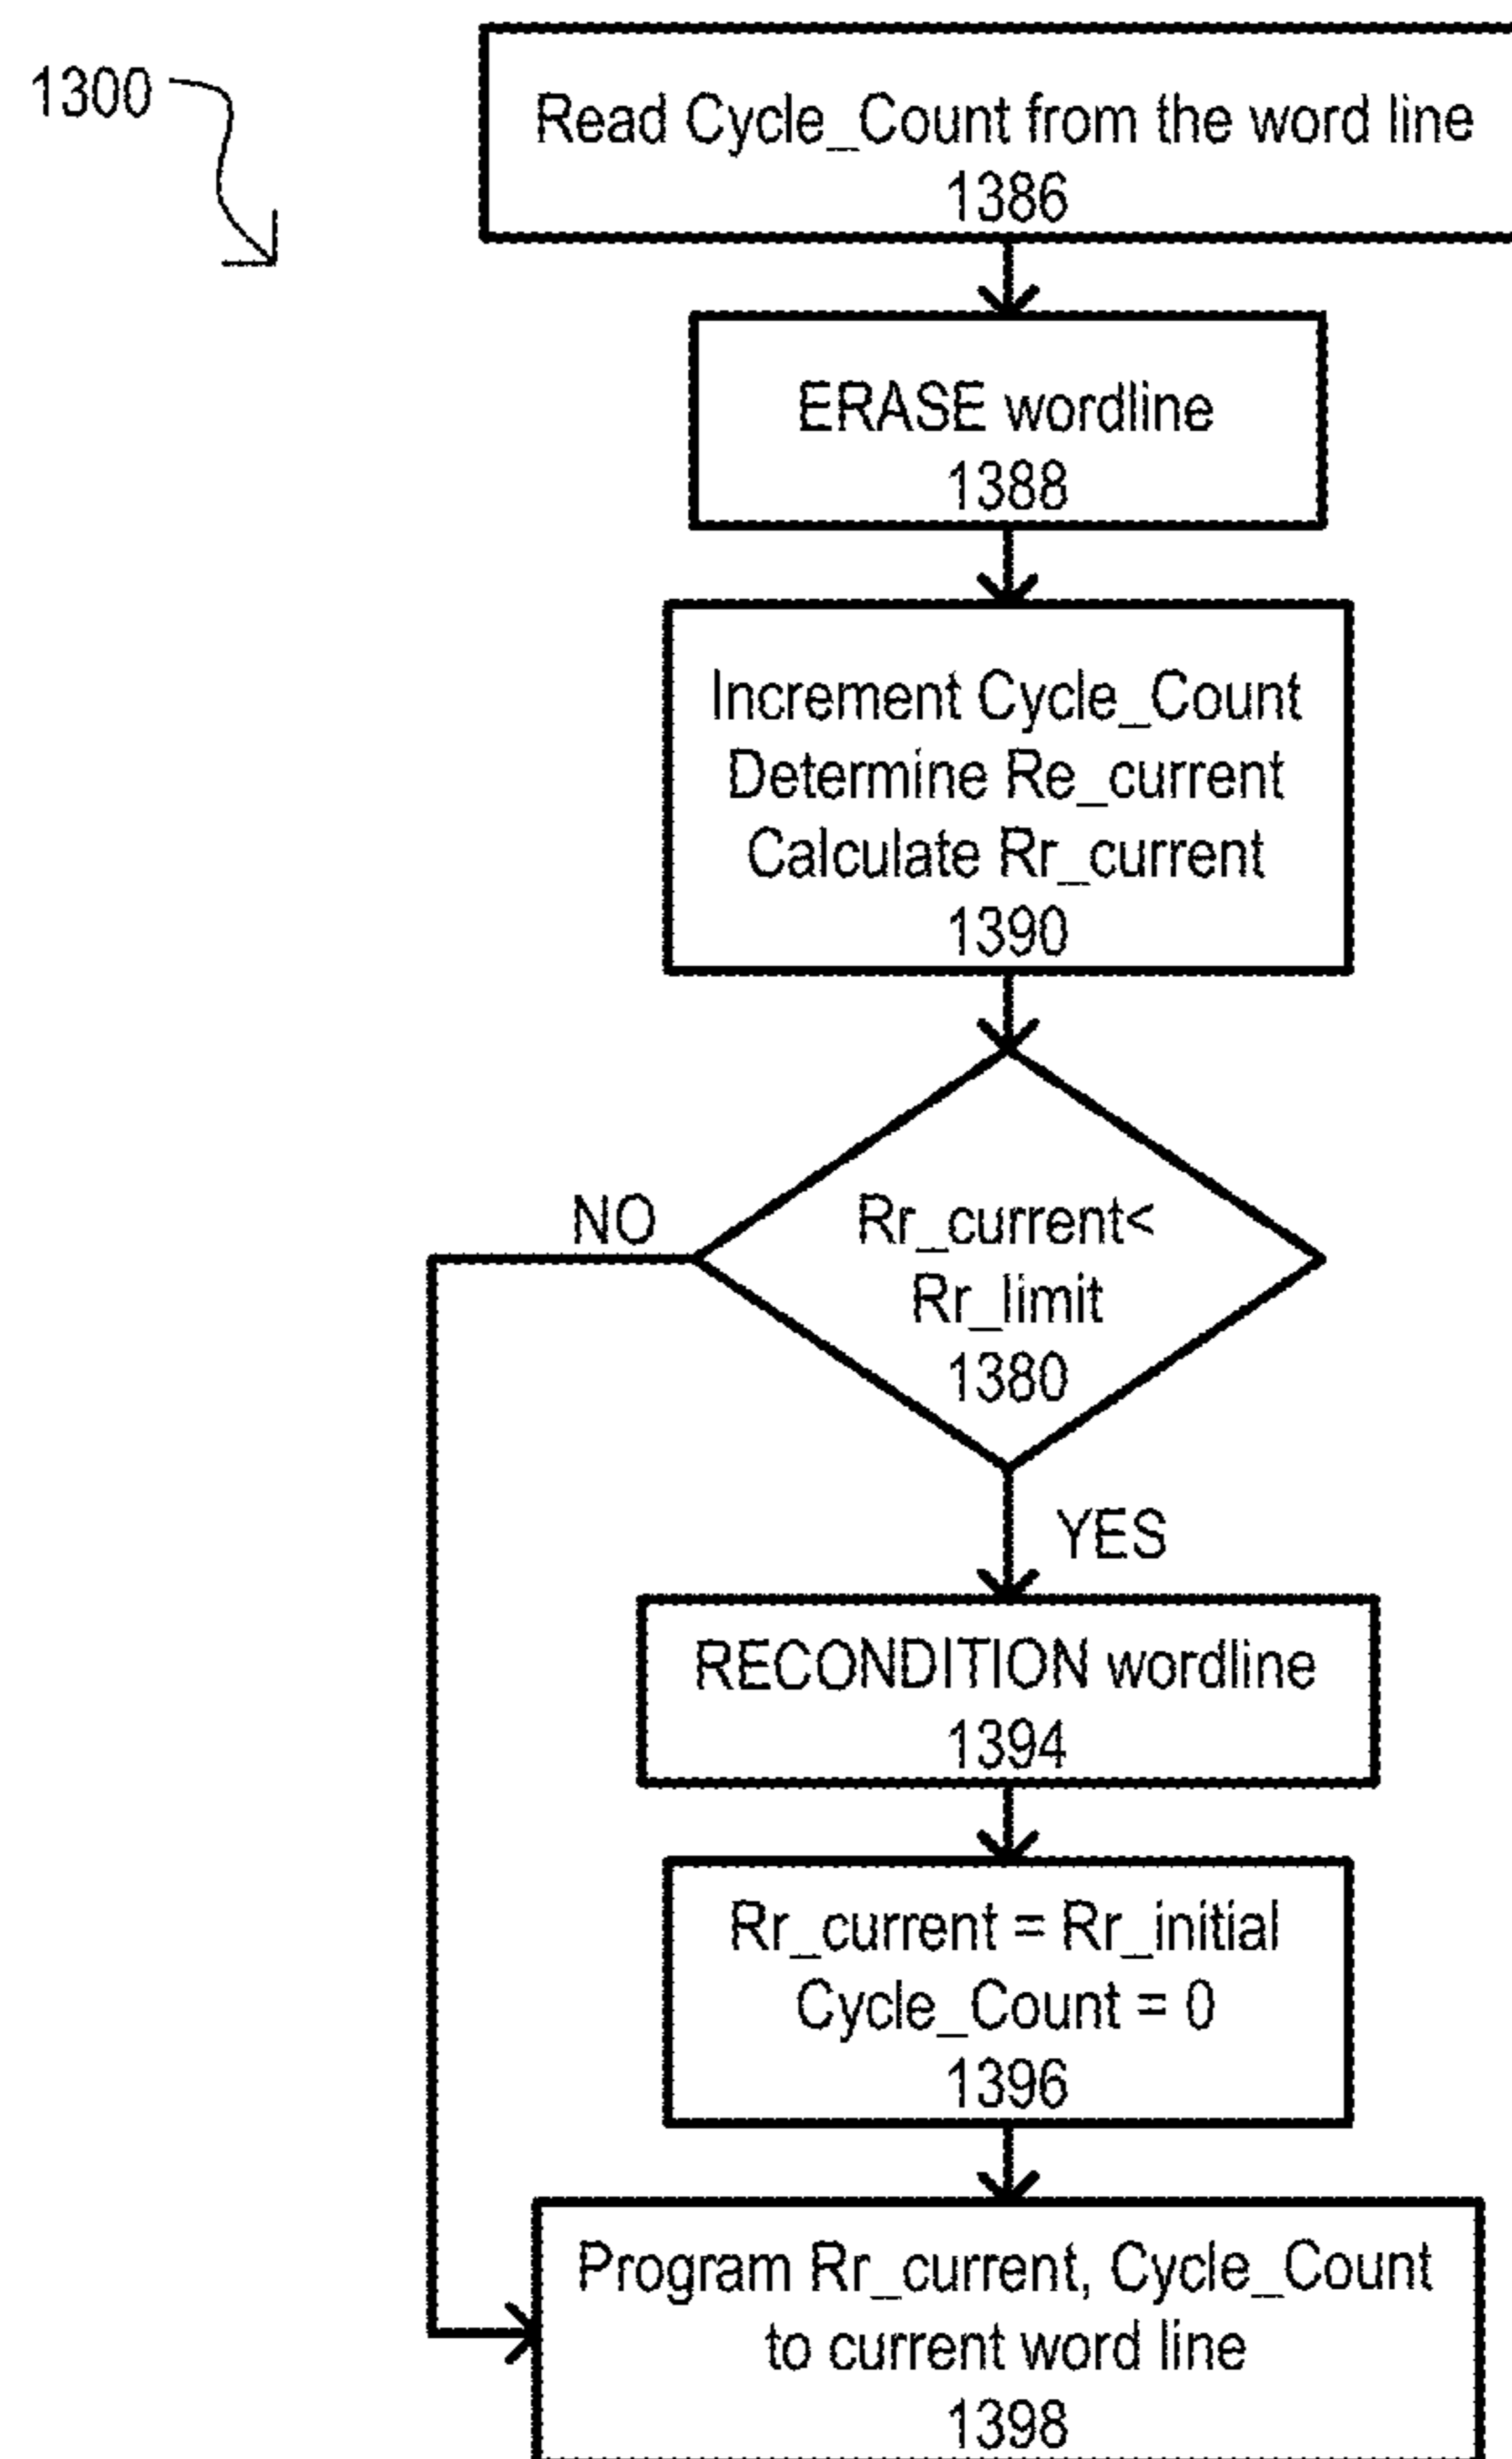 1300
Read Cycle_Count from the word line
1386
ERASE wordline
1388
Increment Cycle_Count
Determine Re_current
Calculate Rr_current
1390
NO
Rr_current<
Rr_limit
1380
YES
RECONDITION wordline
1394
Rr_current = Rr_initial
Cycle_Count = 0
1396
Program Rr_current, Cycle_Count
to current word line
1398